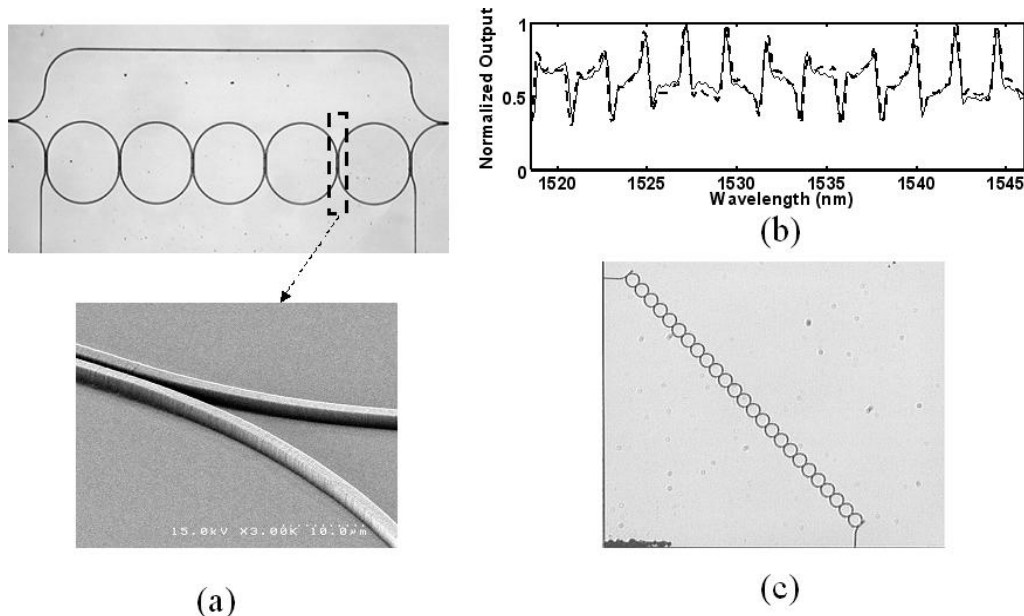 1
0.5
0
Normalized Output
1520
1525
1530
1535
1540
1545
Wavelength (nm)
(b)
15.0kV X3.00K 10.0μm
(a)
(c)